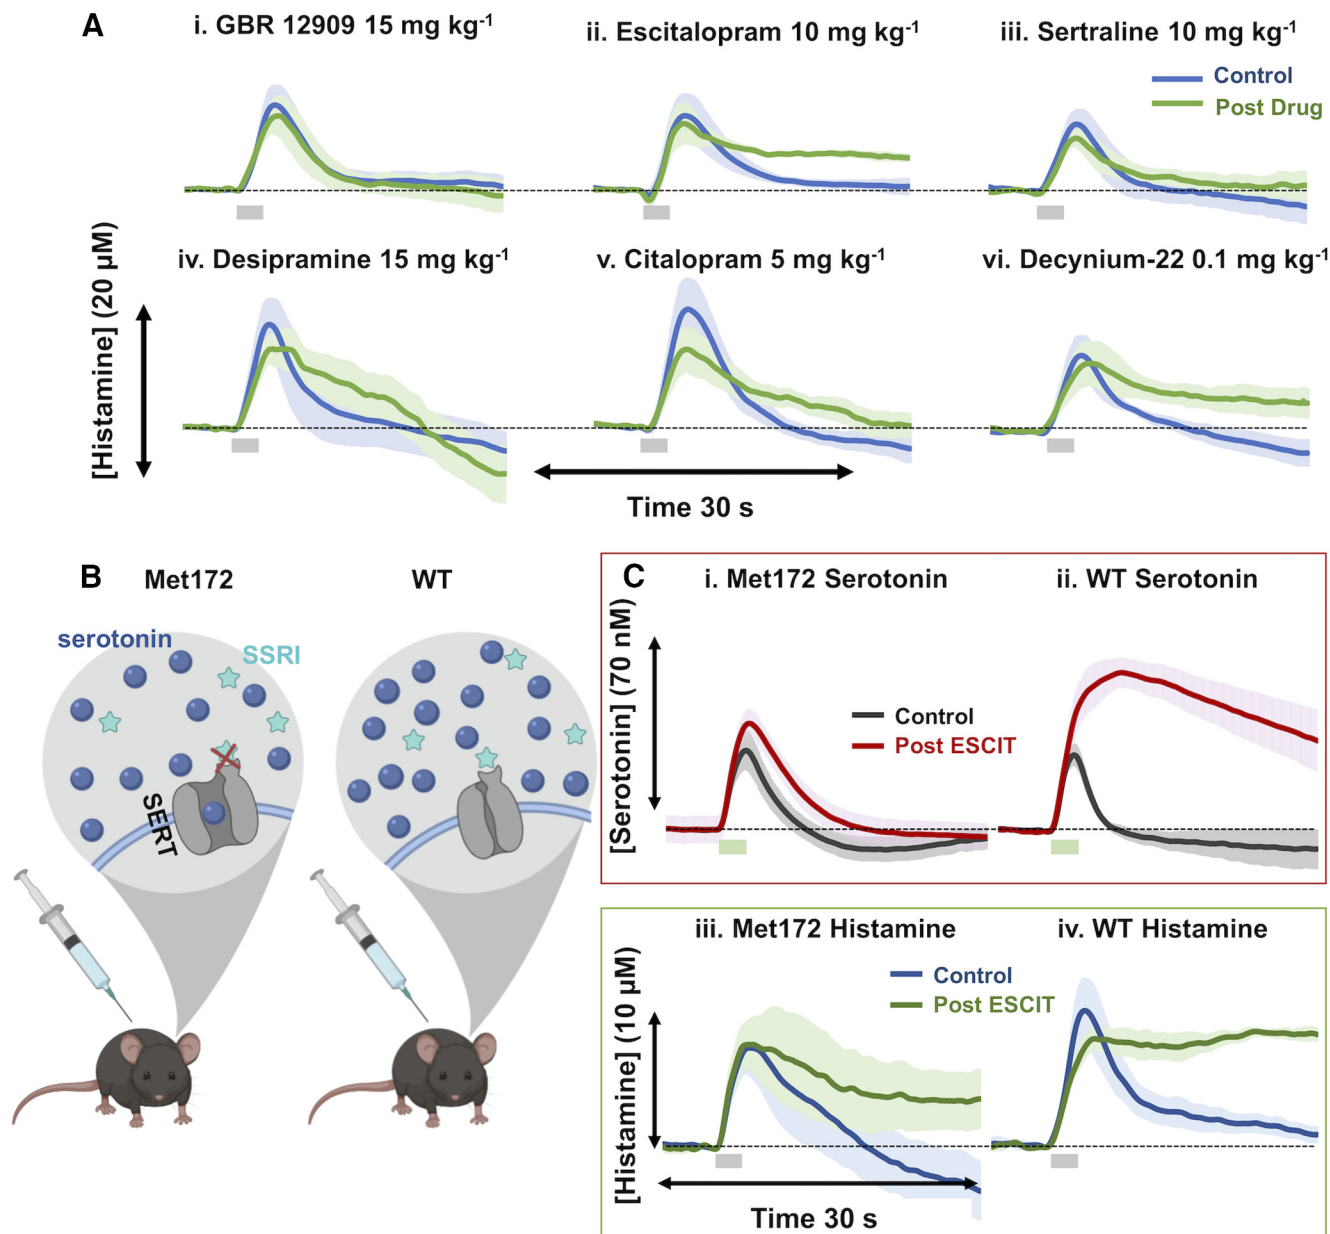 A
i. GBR 12909 15 mg kg⁻¹
ii. Escitalopram 10 mg kg⁻¹
iii. Sertraline 10 mg kg⁻¹
Control
Post Drug
[Histamine] (20 µM)
iv. Desipramine 15 mg kg⁻¹
v. Citalopram 5 mg kg⁻¹
vi. Decynium-22 0.1 mg kg⁻¹
Time 30 s
B
Met172
WT
serotonin
SSRI
SERT
C
i. Met172 Serotonin
ii. WT Serotonin
[Serotonin] (70 nM)
Control
Post ESCIT
iii. Met172 Histamine
iv. WT Histamine
[Histamine] (10 µM)
Control
Post ESCIT
Time 30 s